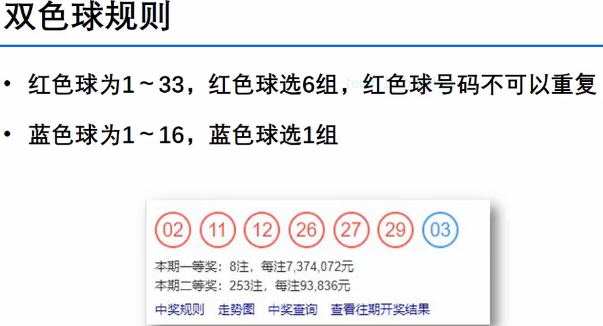 双色球规则
• 红色球为1~33，红色球选6组，红色球号码不可以重复
• 蓝色球为1~16，蓝色球选1组
02 11 12 26 27 29 03
本期一等奖：8注，每注7,374,072元
本期二等奖：253注，每注93,836元
中奖规则 走势图 中奖查询 查看往期开奖结果